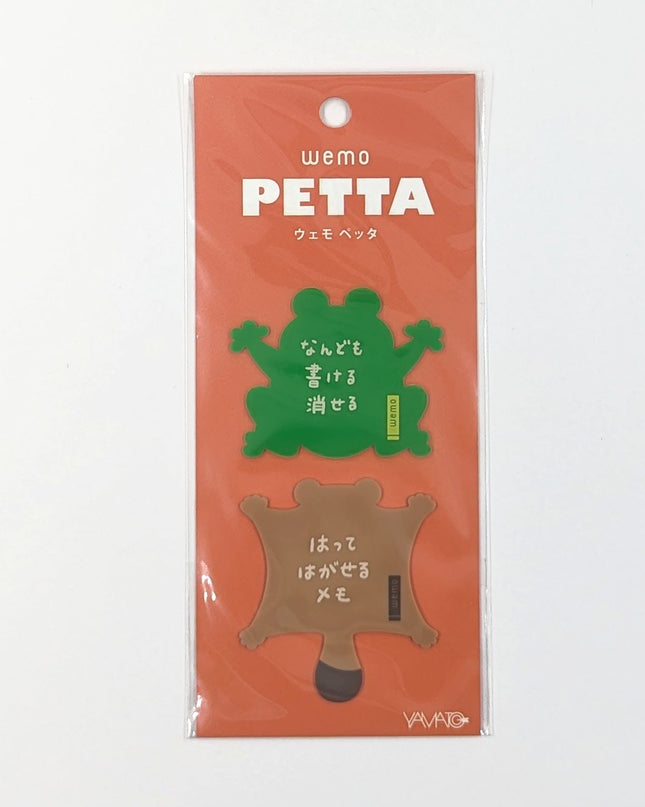 wemo
PETTA
ウェモ ペッタ
なんども
書ける
消せる
wemo
はって
はがせる
メモ
wemo
YAMATO